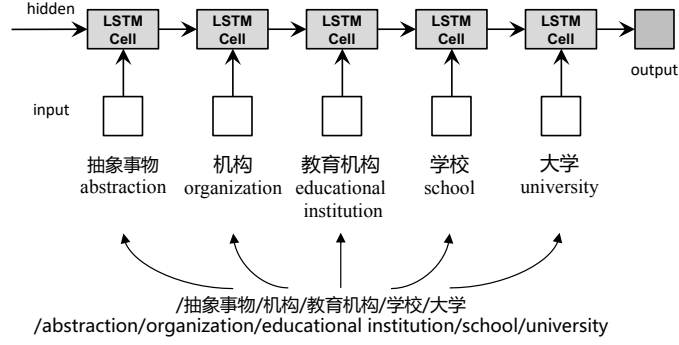 hidden
LSTM Cell
LSTM Cell
LSTM Cell
LSTM Cell
LSTM Cell
output
input
抽象事物
abstraction
机构
organization
教育机构
educational
institution
学校
school
大学
university
/抽象事物/机构/教育机构/学校/大学
/abstraction/organization/educational institution/school/university